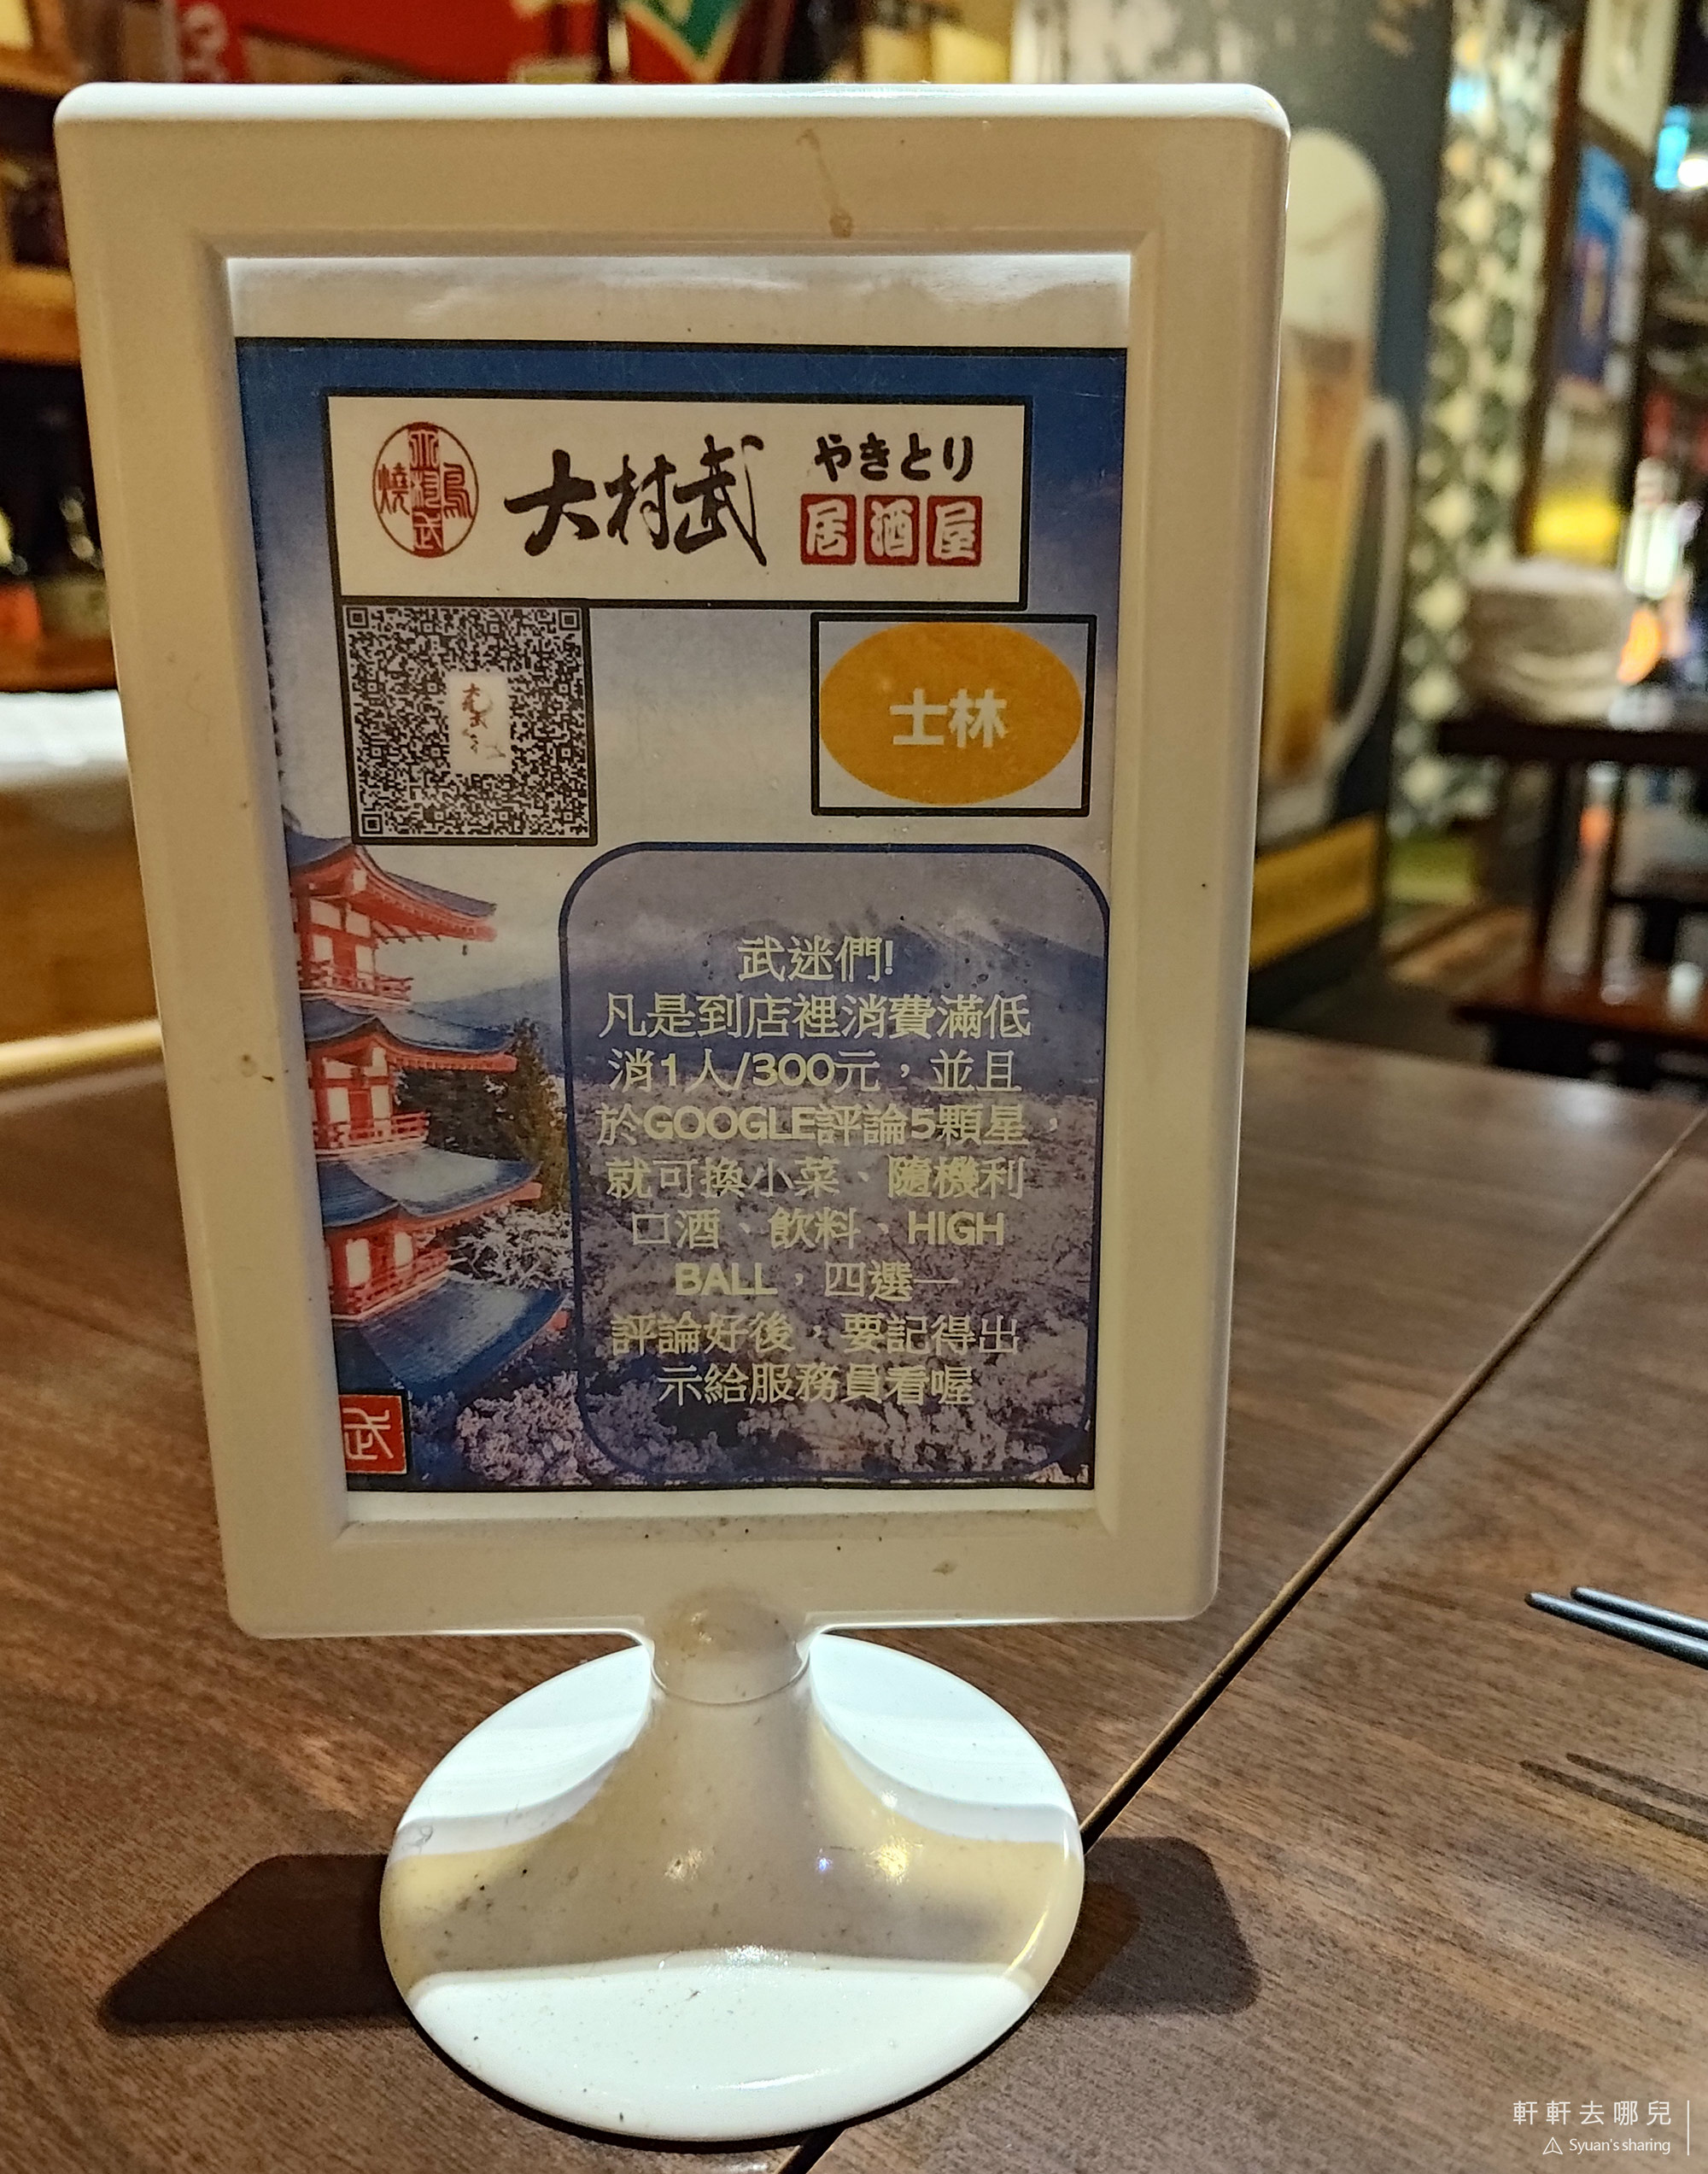 燒
鳥
大村武
やきとり
居酒屋
士林
武迷們!
凡是到店裡消費滿低
消1人/300元，並且
於GOOGLE評論5顆星，
就可換小菜、隨機利
口酒、飲料、HIGH
BALL，四選一
評論好後，要記得出
示給服務員看喔
武
軒軒去哪兒
Syuan's sharing